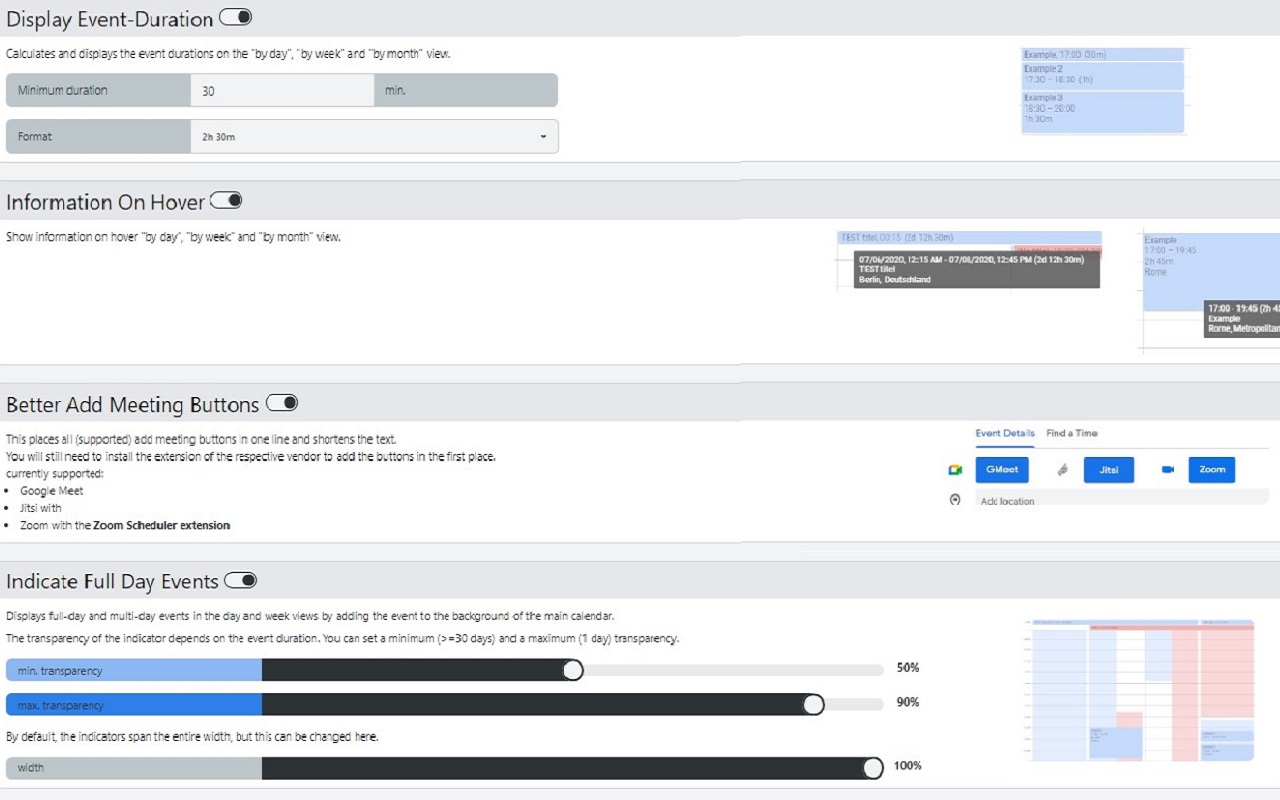 Display Event-Duration
Calculates and displays the event durations on the "by day", "by week" and "by month" view.
Minimum duration 30 min.
Format 2h 30m
Example, 17:00 (30m)
Example 2
17:30 – 18:30 (1h)
Example 3
18:30 – 20:00
1h 30m
Information On Hover
Show information on hover "by day", "by week" and "by month" view.
TEST titel, 00:15 (2d 12h 30m)
07/06/2020, 12:15 AM - 07/08/2020, 12:45 PM (2d 12h 30m)
TEST titel
Berlin, Deutschland
Example
17:00 – 19:45
2h 45m
Rome
17:00 - 19:45 (2h 4
Example
Rome, Metropolitan
Better Add Meeting Buttons
This places all (supported) add meeting buttons in one line and shortens the text.
You will still need to install the extension of the respective vendor to add the buttons in the first place.
currently supported:
• Google Meet
• Jitsi with
• Zoom with the Zoom Scheduler extension
Event Details Find a Time
GMeet Jitsi Zoom
Add location
Indicate Full Day Events
Displays full-day and multi-day events in the day and week views by adding the event to the background of the main calendar.
The transparency of the indicator depends on the event duration. You can set a minimum (>=30 days) and a maximum (1 day) transparency.
min. transparency 50%
max. transparency 90%
By default, the indicators span the entire width, but this can be changed here.
width 100%